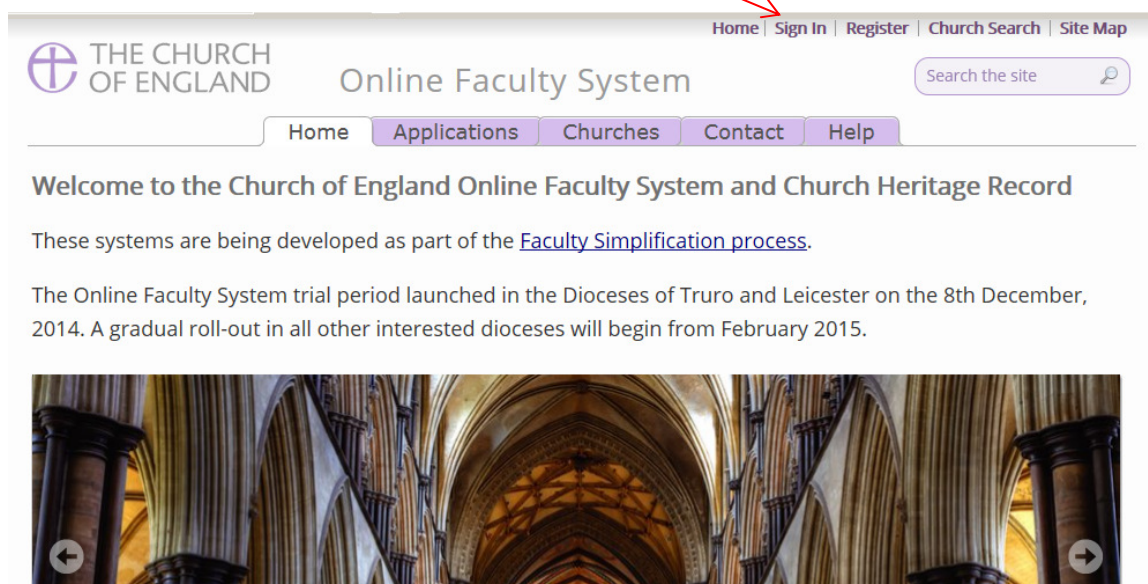 Home | Sign In | Register | Church Search | Site Map
THE CHURCH
OF ENGLAND
Online Faculty System
Search the site
Home Applications Churches Contact Help
Welcome to the Church of England Online Faculty System and Church Heritage Record
These systems are being developed as part of the Faculty Simplification process.
The Online Faculty System trial period launched in the Dioceses of Truro and Leicester on the 8th December,
2014. A gradual roll-out in all other interested dioceses will begin from February 2015.